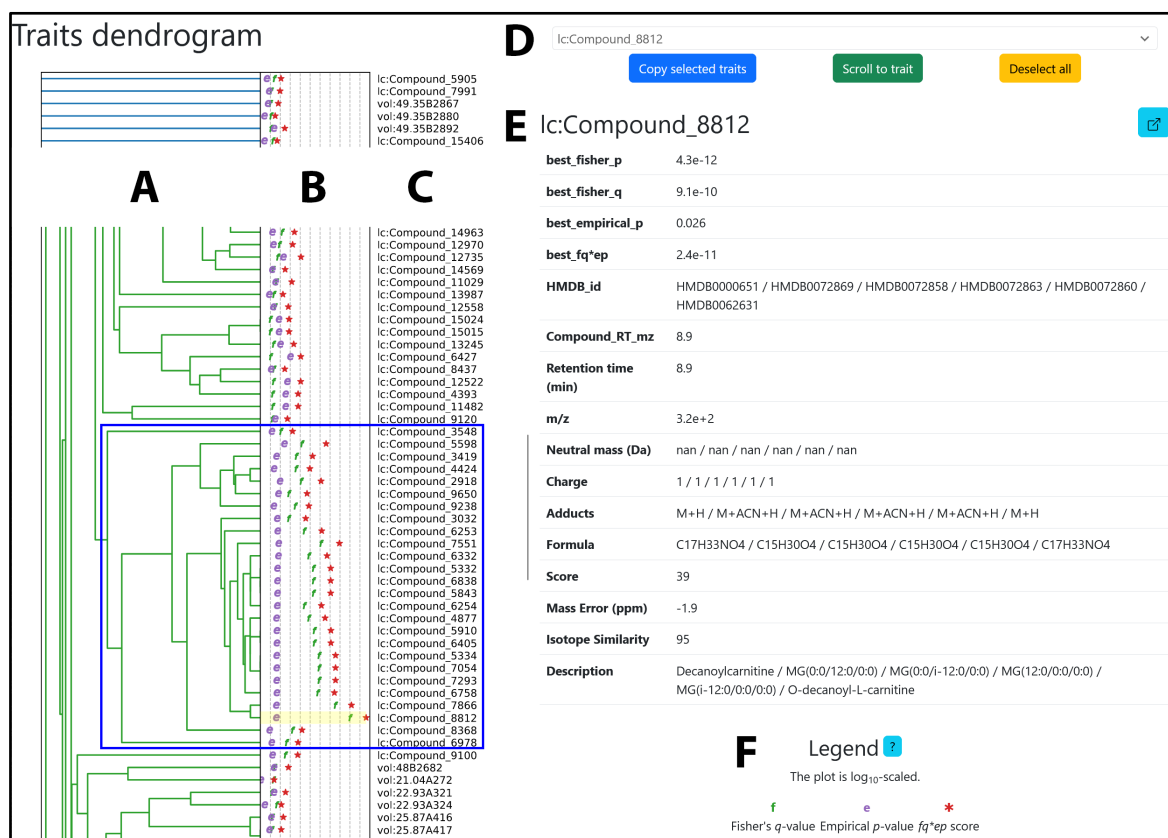 Traits dendrogram
lc:Compound_5905
lc:Compound_7991
vol:49.35B2867
vol:49.35B2880
vol:49.35B2892
lc:Compound_15406
A B C
lc:Compound_14963
lc:Compound_12970
lc:Compound_12735
lc:Compound_14569
lc:Compound_11029
lc:Compound_13987
lc:Compound_12558
lc:Compound_15024
lc:Compound_15015
lc:Compound_13245
lc:Compound_6427
lc:Compound_8437
lc:Compound_12522
lc:Compound_4393
lc:Compound_11482
lc:Compound_9120
lc:Compound_3548
lc:Compound_5598
lc:Compound_3419
lc:Compound_4424
lc:Compound_2918
lc:Compound_9650
lc:Compound_9238
lc:Compound_3032
lc:Compound_6253
lc:Compound_7551
lc:Compound_6332
lc:Compound_5332
lc:Compound_6838
lc:Compound_5843
lc:Compound_6254
lc:Compound_4877
lc:Compound_5910
lc:Compound_6405
lc:Compound_5334
lc:Compound_7054
lc:Compound_7293
lc:Compound_6758
lc:Compound_7866
lc:Compound_8812
lc:Compound_8368
lc:Compound_6978
lc:Compound_9100
vol:48B2682
vol:21.04A272
vol:22.93A321
vol:22.93A324
vol:25.87A416
vol:25.87A417
D lc:Compound_8812
Copy selected traits Scroll to trait Deselect all
E lc:Compound_8812
best_fisher_p 4.3e-12
best_fisher_q 9.1e-10
best_empirical_p 0.026
best_fq*ep 2.4e-11
HMDB_id HMDB0000651 / HMDB0072869 / HMDB0072858 / HMDB0072863 / HMDB0072860 /
HMDB0062631
Compound_RT_mz 8.9
Retention time 8.9
(min)
m/z 3.2e+2
Neutral mass (Da) nan / nan / nan / nan / nan / nan
Charge 1 / 1 / 1 / 1 / 1 / 1
Adducts M+H / M+ACN+H / M+ACN+H / M+ACN+H / M+ACN+H / M+H
Formula C17H33NO4 / C15H30O4 / C15H30O4 / C15H30O4 / C15H30O4 / C17H33NO4
Score 39
Mass Error (ppm) -1.9
Isotope Similarity 95
Description Decanoylcarnitine / MG(0:0/12:0/0:0) / MG(0:0/i-12:0/0:0) / MG(12:0/0:0/0:0) /
MG(i-12:0/0:0/0:0) / O-decanoyl-L-carnitine
F Legend ?
The plot is log10-scaled.
f e *
Fisher's q-value Empirical p-value fq*ep score